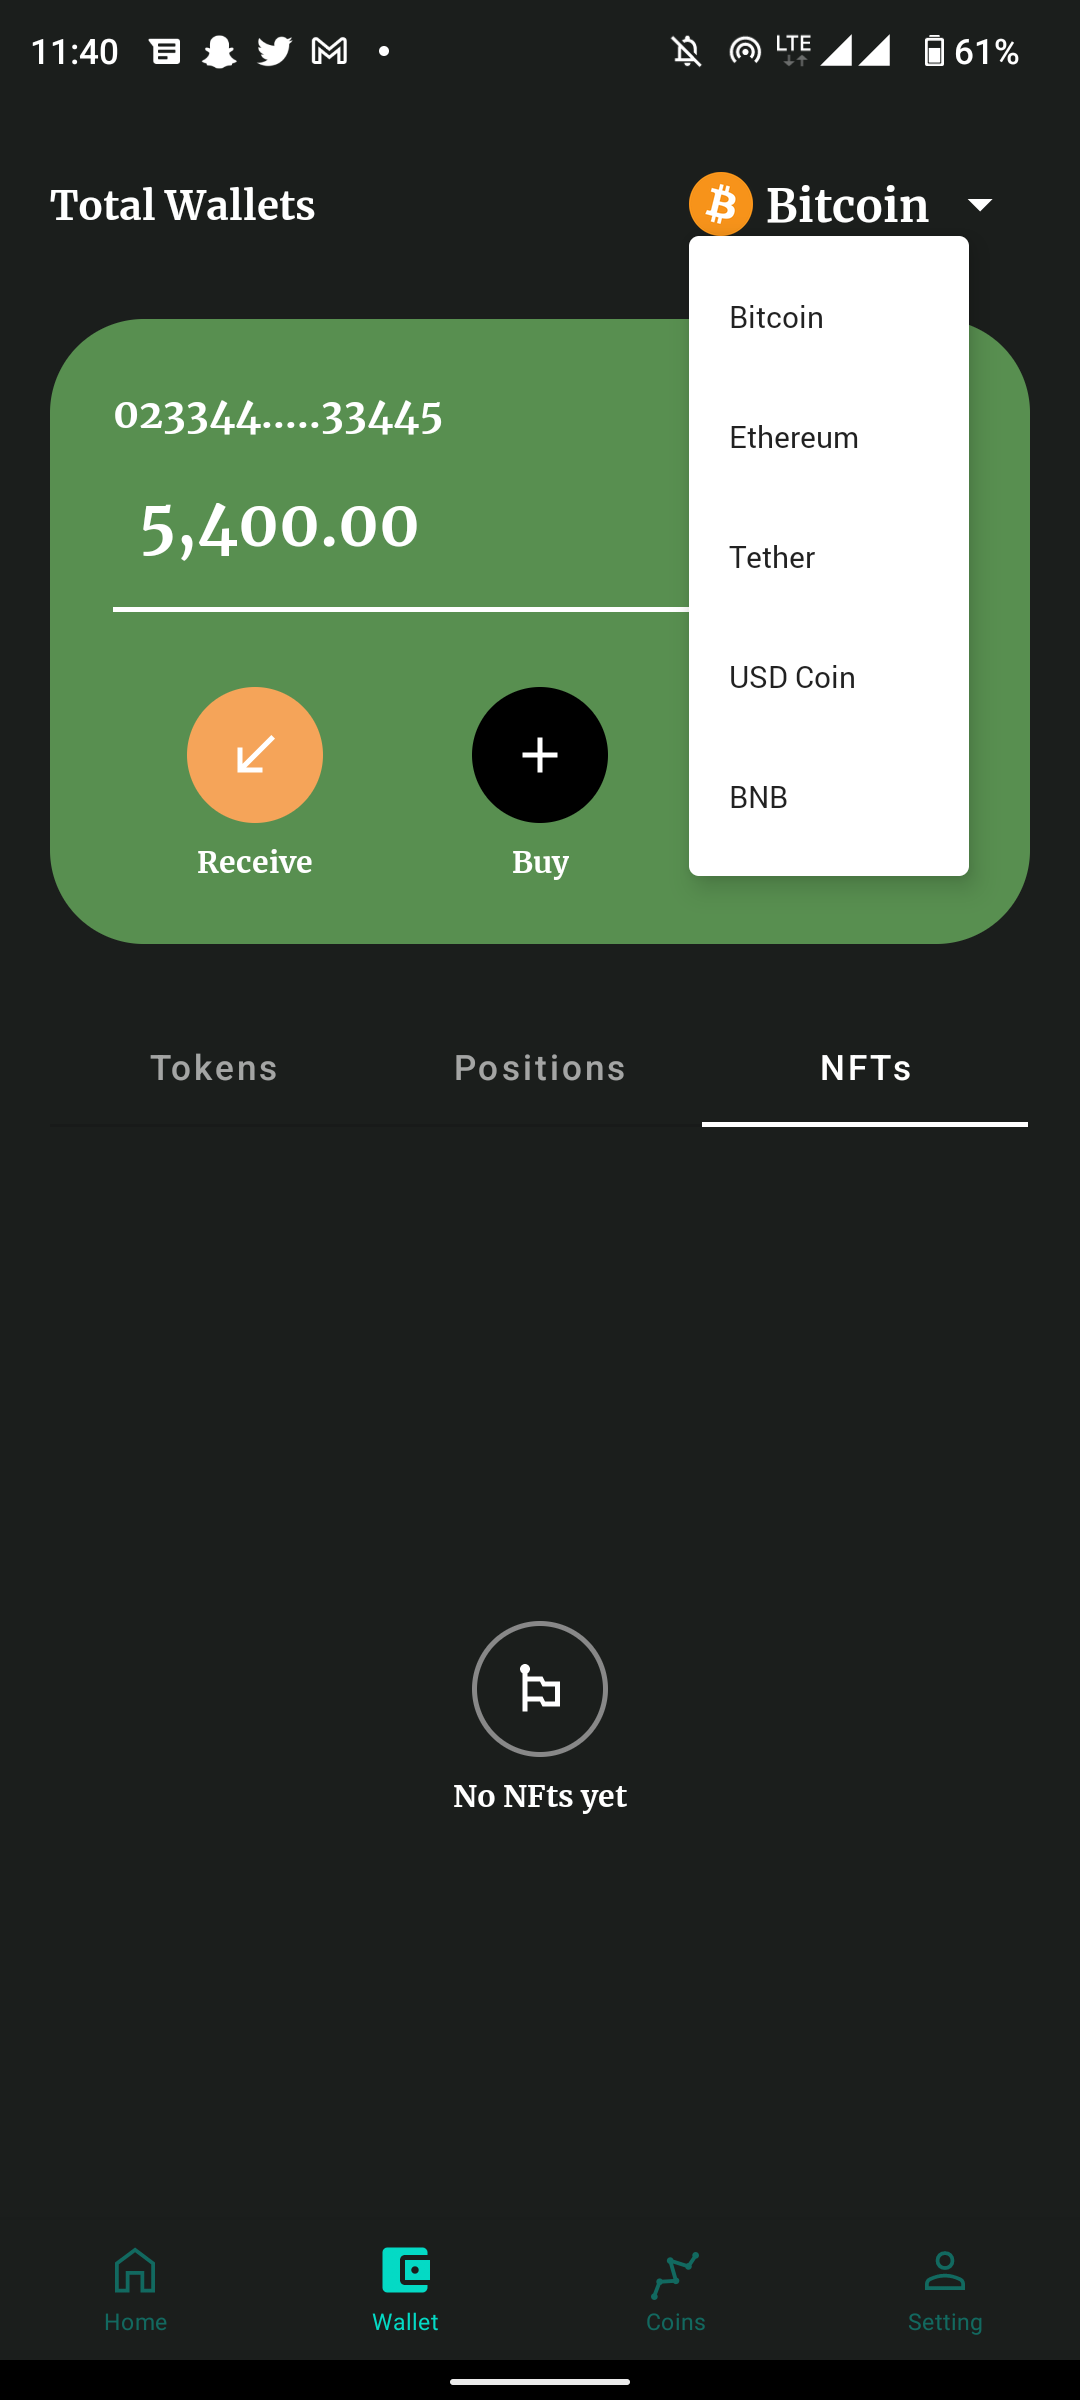 11:40
LTE
61%
Total Wallets
Bitcoin
Bitcoin
Ethereum
Tether
USD Coin
BNB
023344.....33445
5,400.00
Receive
Buy
Tokens
Positions
NFTs
No NFts yet
Home
Wallet
Coins
Setting